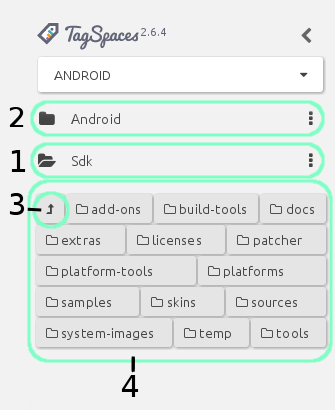 TagSpaces 2.6.4
ANDROID
2 Android
1 Sdk
3 add-ons build-tools docs
extras licenses patcher
platform-tools platforms
samples skins sources
system-images temp tools
4